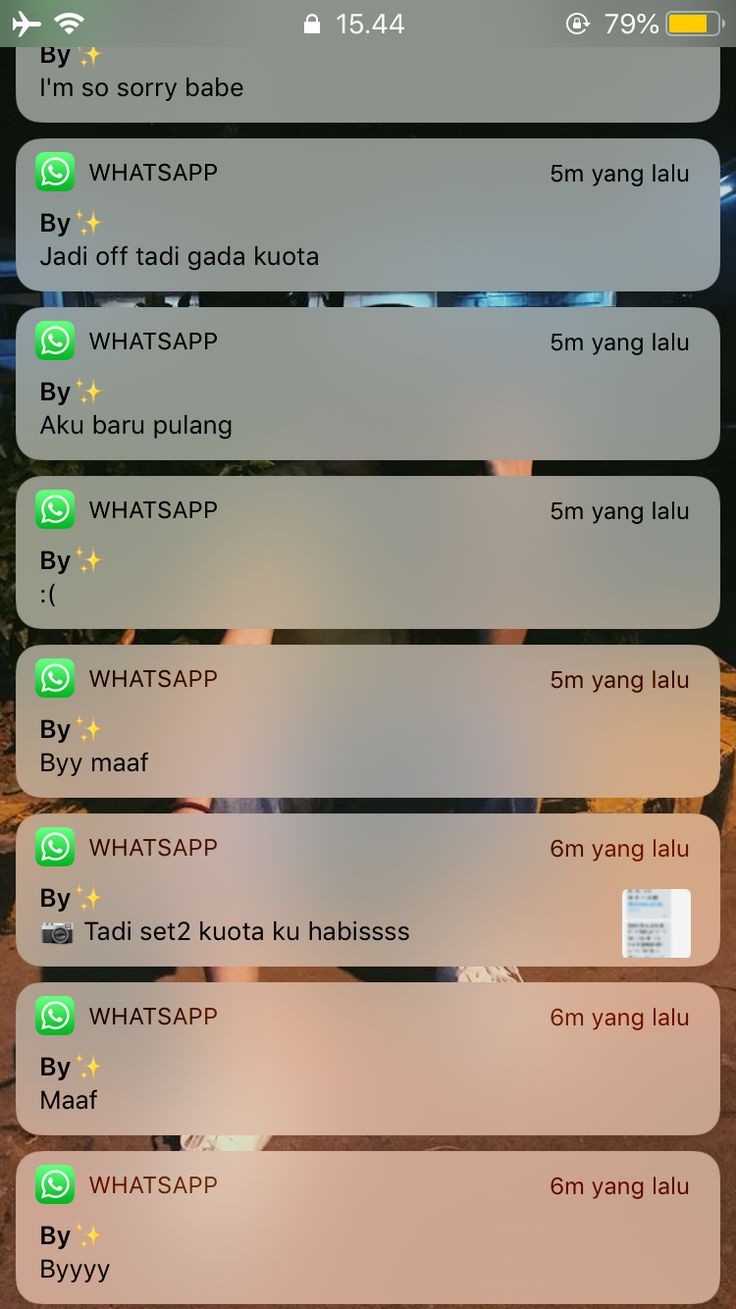 15.44
79%
By✨
I'm so sorry babe
WHATSAPP
5m yang lalu
By✨
Jadi off tadi gada kuota
WHATSAPP
5m yang lalu
By✨
Aku baru pulang
WHATSAPP
5m yang lalu
By✨
:(
WHATSAPP
5m yang lalu
By✨
Byy maaf
WHATSAPP
6m yang lalu
By✨
📷 Tadi set2 kuota ku habissss
WHATSAPP
6m yang lalu
By✨
Maaf
WHATSAPP
6m yang lalu
By✨
Byyyy